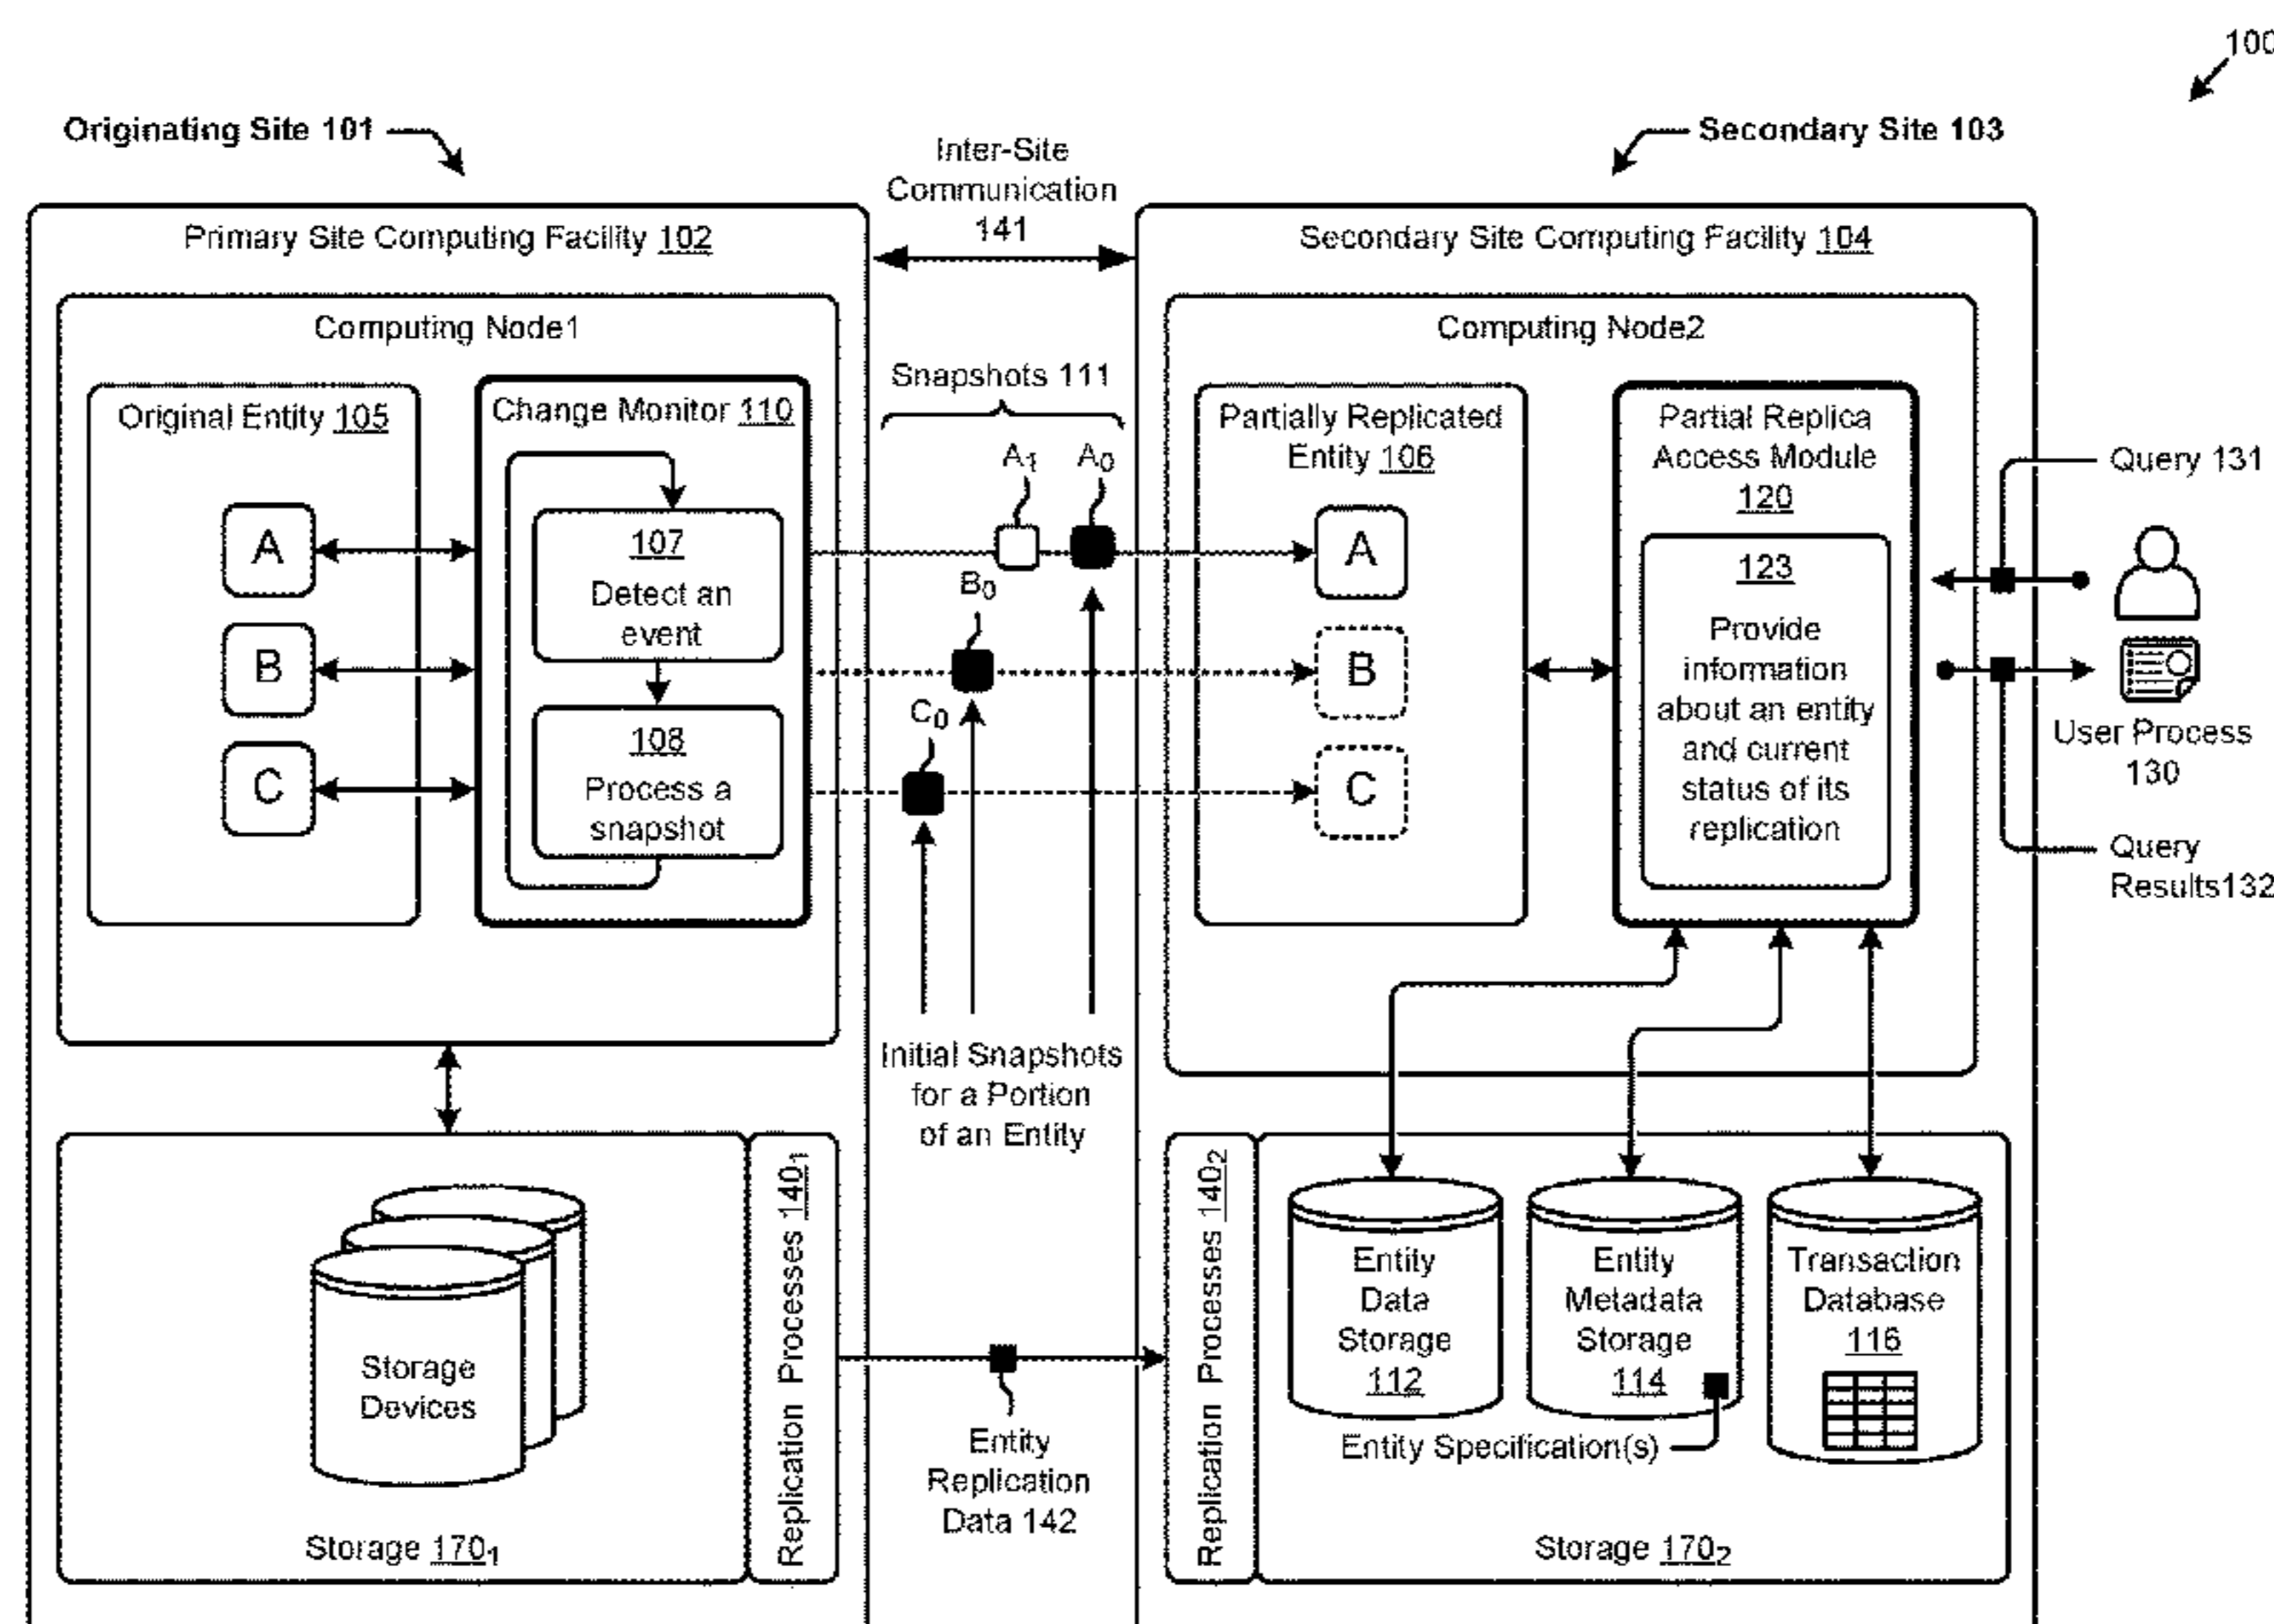 100
Originating Site 101
Secondary Site 103
Inter-Site
Communication
141
Primary Site Computing Facility 102
Secondary Site Computing Facility 104
Computing Node1
Computing Node2
Original Entity 105
A
B
C
Change Monitor 110
107
Detect an
event
108
Process a
snapshot
Snapshots 111
A1
A0
B0
C0
Initial Snapshots
for a Portion
of an Entity
Partially Replicated
Entity 106
A
B
C
Partial Replica
Access Module
120
123
Provide
information
about an entity
and current
status of its
replication
Query 131
User Process
130
Query
Results132
Storage
Devices
Storage 1701
Replication Processes 1401
Entity
Replication
Data 142
Replication Processes 1402
Entity
Data
Storage
112
Entity
Metadata
Storage
114
Transaction
Database
116
Entity Specification(s)
Storage 1702